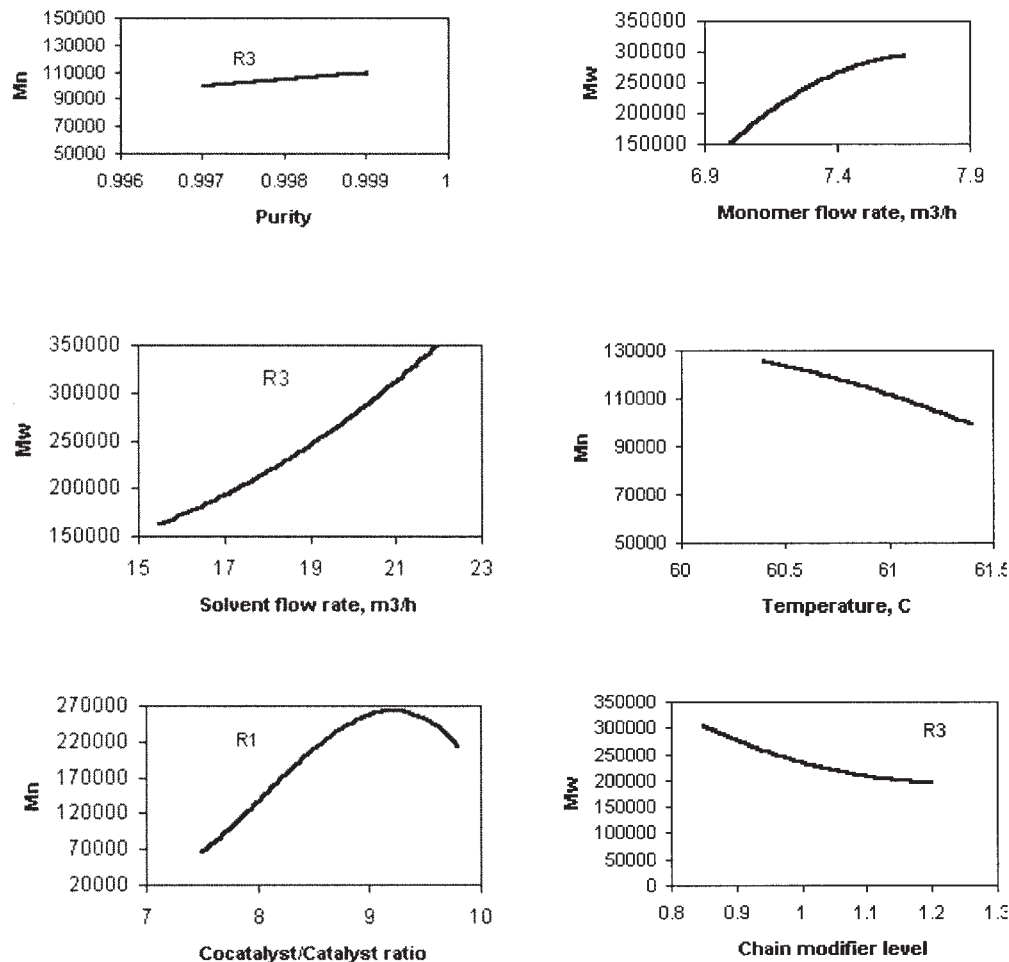 150000
130000
110000
90000
70000
50000
Mn
R3
0.996 0.997 0.998 0.999 1
Purity
350000
300000
250000
200000
150000
Mw
6.9 7.4 7.9
Monomer flow rate, m3/h
350000
300000
250000
200000
150000
Mw
R3
15 17 19 21 23
Solvent flow rate, m3/h
130000
110000
90000
70000
50000
Mn
60 60.5 61 61.5
Temperature, C
270000
220000
170000
120000
70000
20000
Mn
R1
7 8 9 10
Cocatalyst/Catalyst ratio
350000
300000
250000
200000
150000
100000
50000
0
Mw
R3
0.8 0.9 1 1.1 1.2 1.3
Chain modifier level